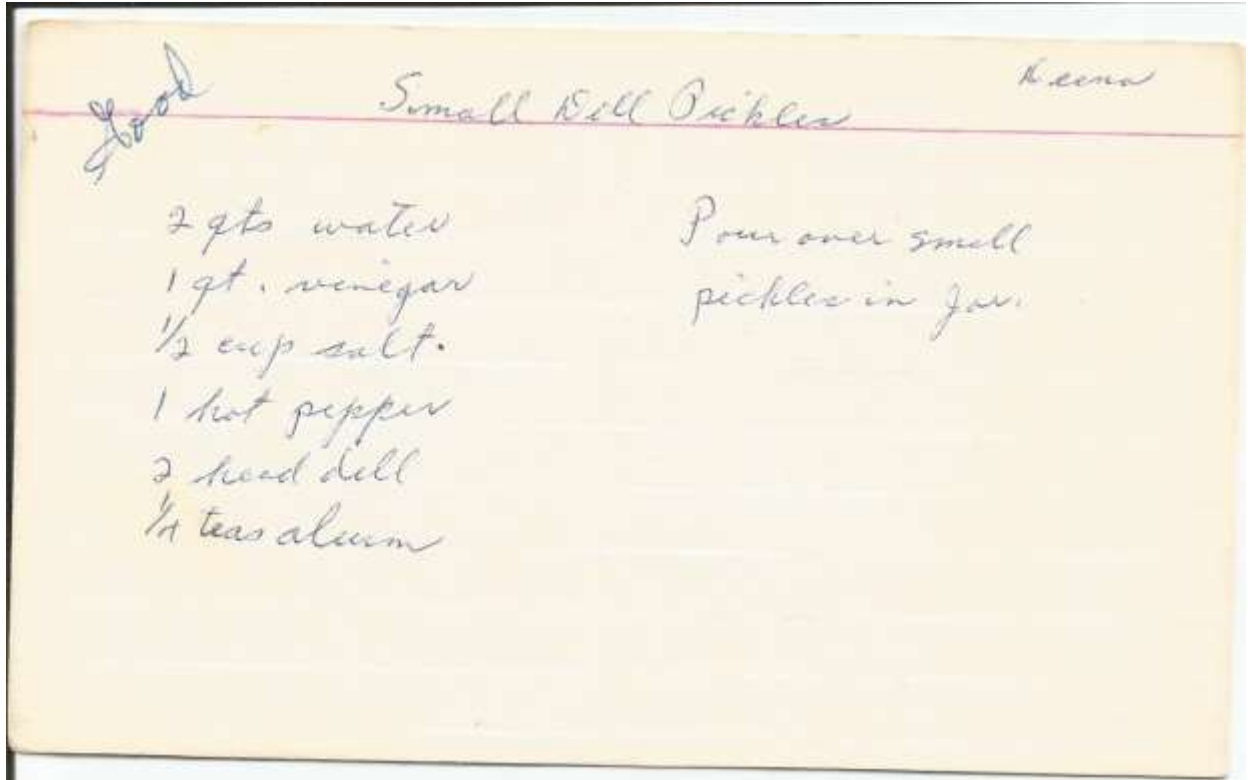 Good
Small Dill Pickles
2 qts water
1 qt. vinegar
1/2 cup salt.
1 hot pepper
2 head dill
1/4 teas alum
Pour over small
pickles in Jar.